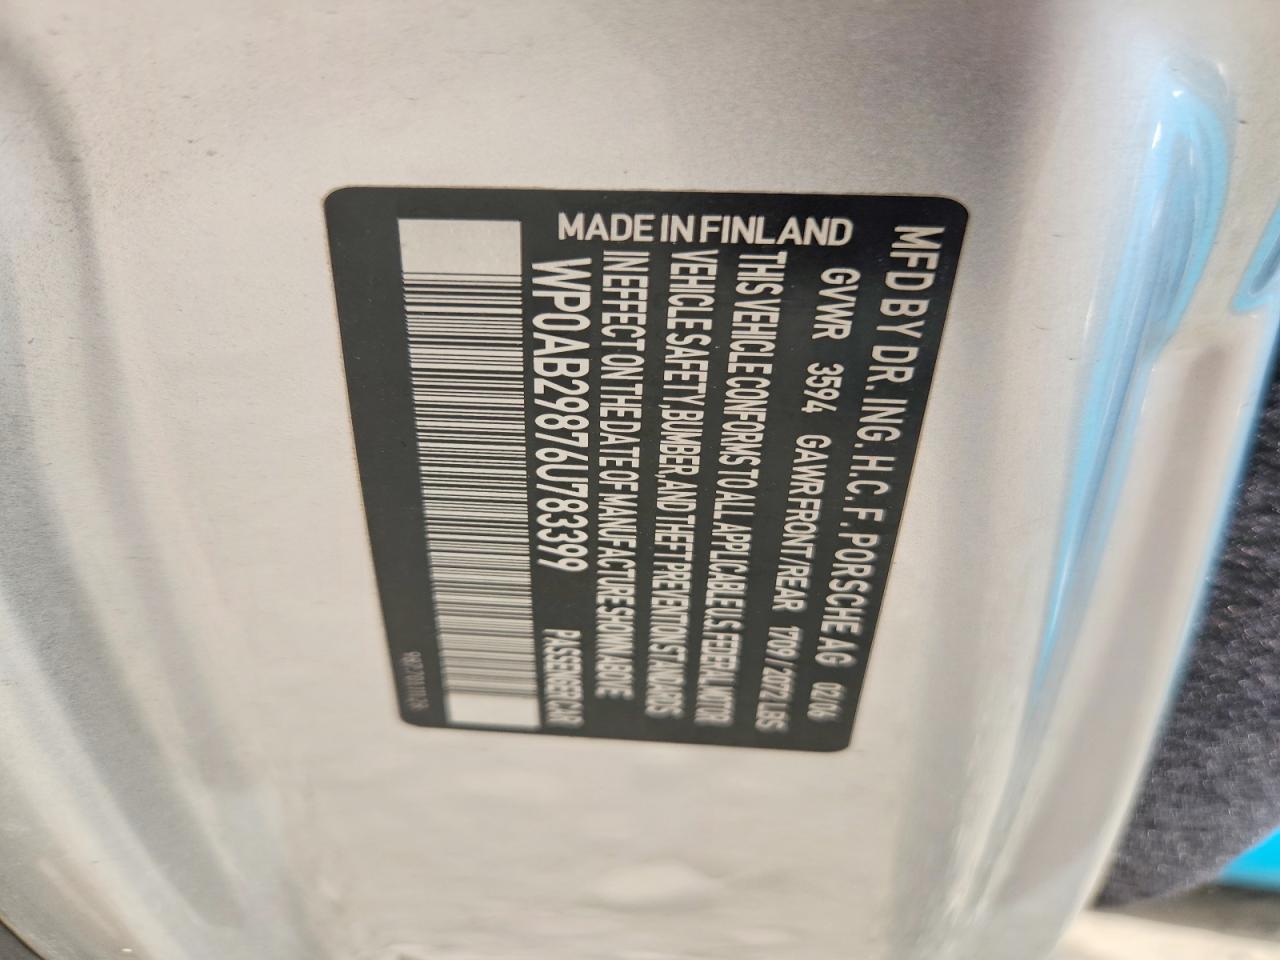 MFD BY DR. ING. H.C. F. PORSCHE AG 02/06
GVWR 3594 GAWR FRONT/REAR 1709/2072 LBS
THIS VEHICLE CONFORMS TO ALL APPLICABLE U.S. FEDERAL MOTOR
VEHICLE SAFETY, BUMBER, AND THEFT PREVENTION STANDARDS
IN EFFECT ON THE DATE OF MANUFACTURE SHOWN ABOVE
WP0AB29876U783399 PASSENGER CAR
MADE IN FINLAND